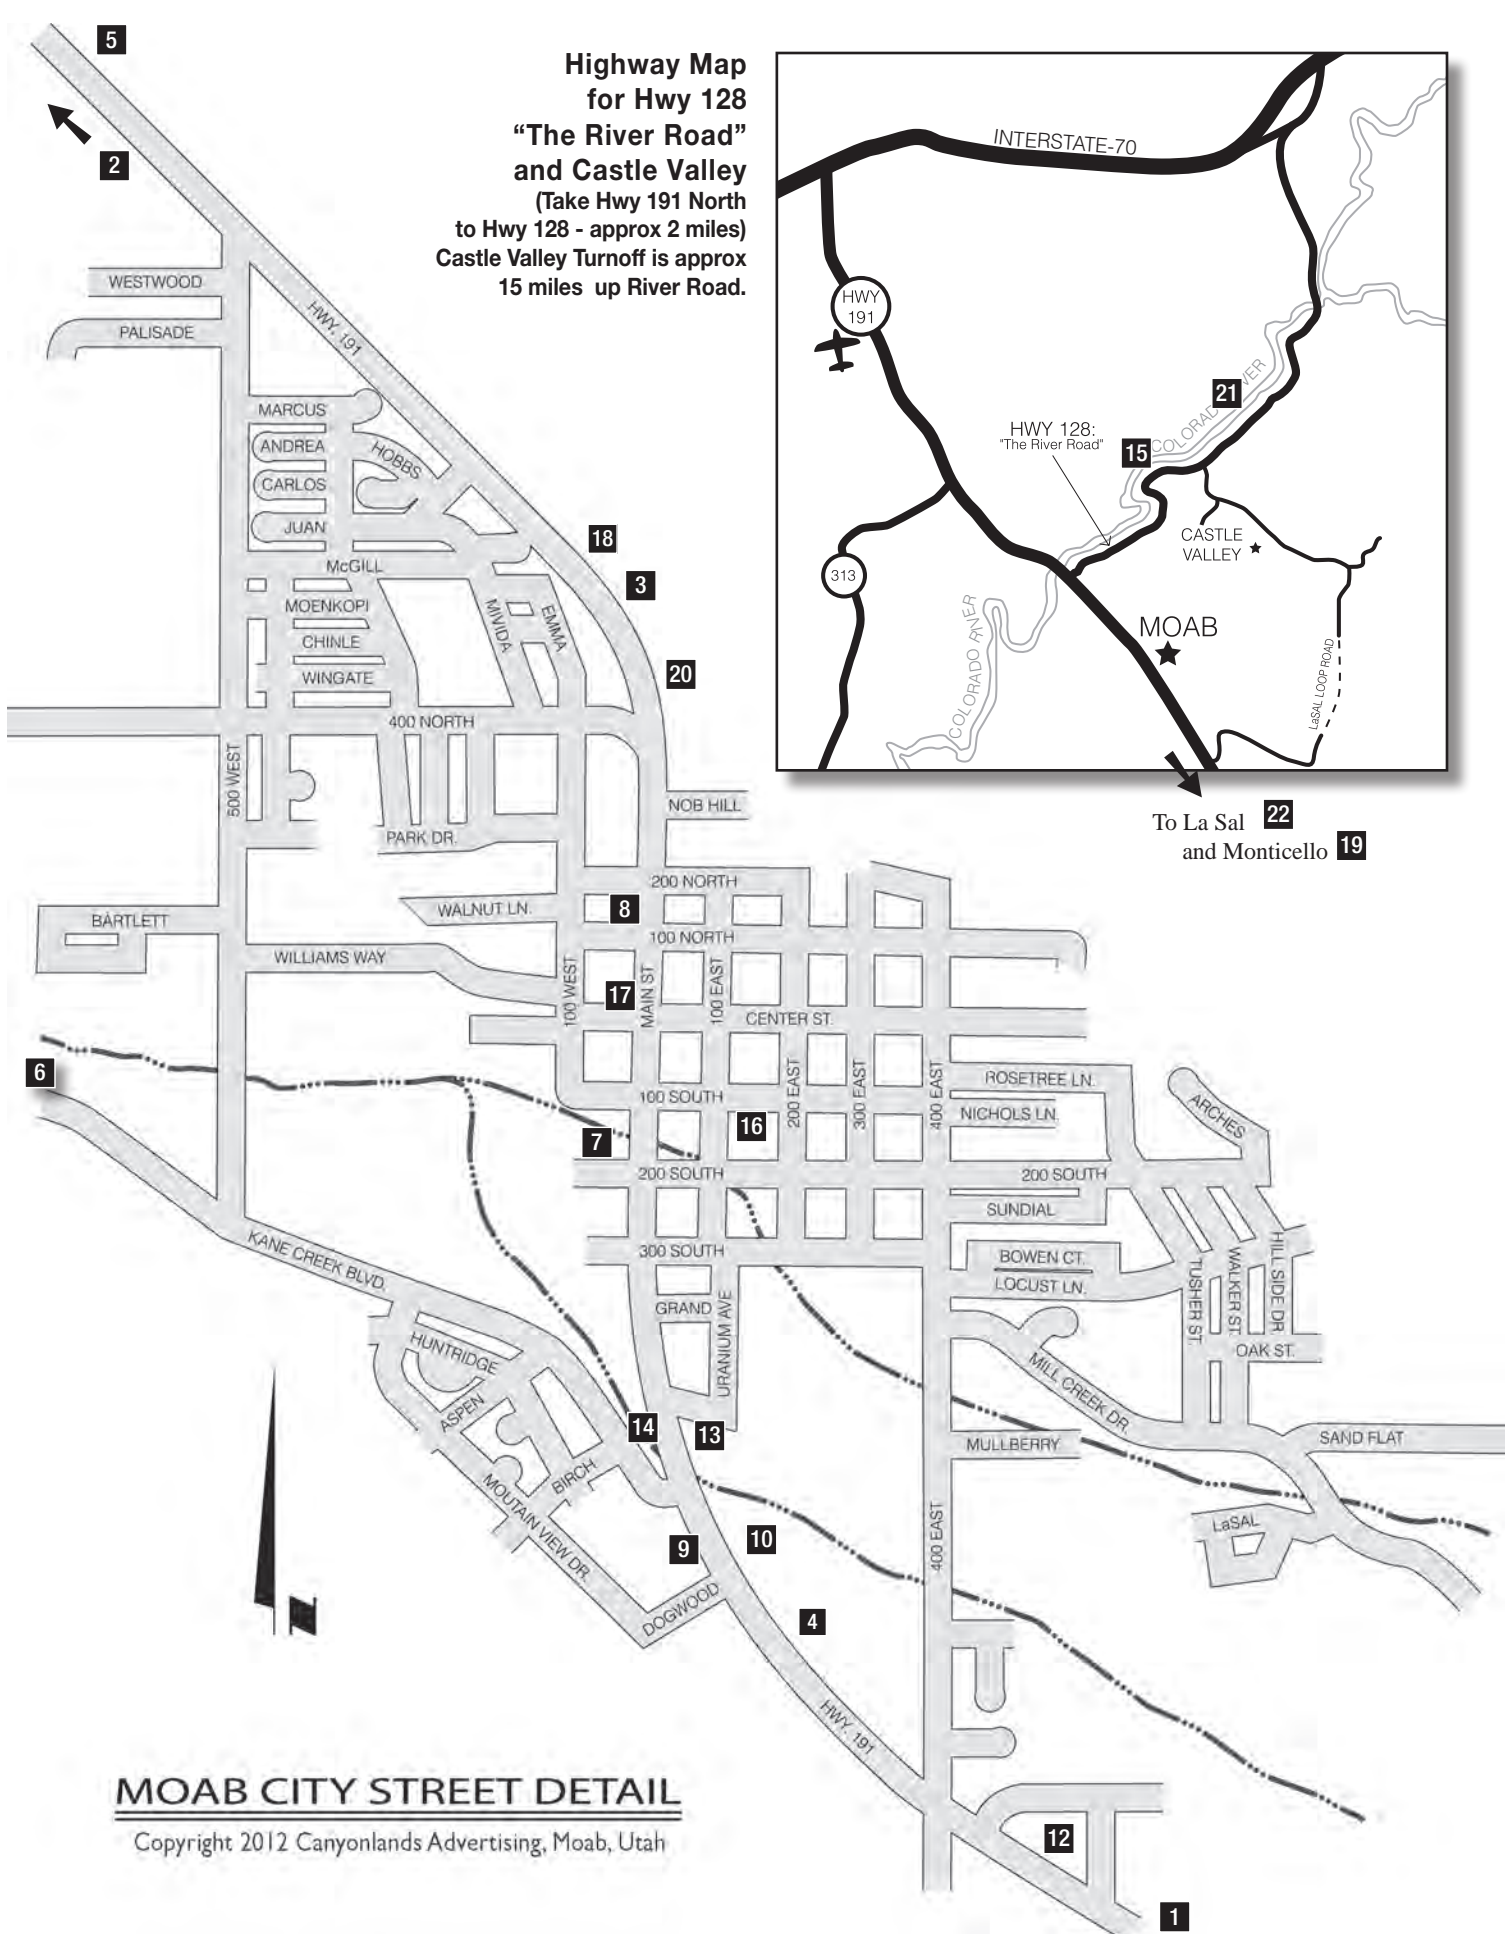 5
2
Highway Map
for Hwy 128
“The River Road”
and Castle Valley
(Take Hwy 191 North
to Hwy 128 - approx 2 miles)
Castle Valley Turnoff is approx
15 miles up River Road.
INTERSTATE-70
HWY
191
21
COLORADO RIVER
15
HWY 128:
"The River Road"
CASTLE
VALLEY
313
MOAB
COLORADO RIVER
LaSAL LOOP ROAD
To La Sal 22
and Monticello 19
WESTWOOD
PALISADE
HWY. 191
MARCUS
ANDREA
HOBBS
CARLOS
JUAN
18
McGILL
3
MOENKOPI
MIVIDA
EMMA
CHINLE
WINGATE
20
400 NORTH
500 WEST
NOB HILL
PARK DR.
200 NORTH
WALNUT LN.
8
BARTLETT
100 NORTH
WILLIAMS WAY
100 WEST
17
MAIN ST
100 EAST
CENTER ST.
6
200 EAST
300 EAST
400 EAST
ROSETREE LN.
100 SOUTH
NICHOLS LN.
ARCHES
16
7
200 SOUTH
200 SOUTH
SUNDIAL
KANE CREEK BLVD.
300 SOUTH
BOWEN CT.
LOCUST LN.
TUSHER ST.
WALKER ST.
HILL SIDE DR
GRAND
URANIUM AVE
HUNTRIDGE
OAK ST.
MILL CREEK DR.
ASPEN
14
13
MULLBERRY
SAND FLAT
BIRCH
MOUTAIN VIEW DR.
LaSAL
9
10
400 EAST
DOGWOOD
4
HWY. 191
MOAB CITY STREET DETAIL
Copyright 2012 Canyonlands Advertising, Moab, Utah
12
1